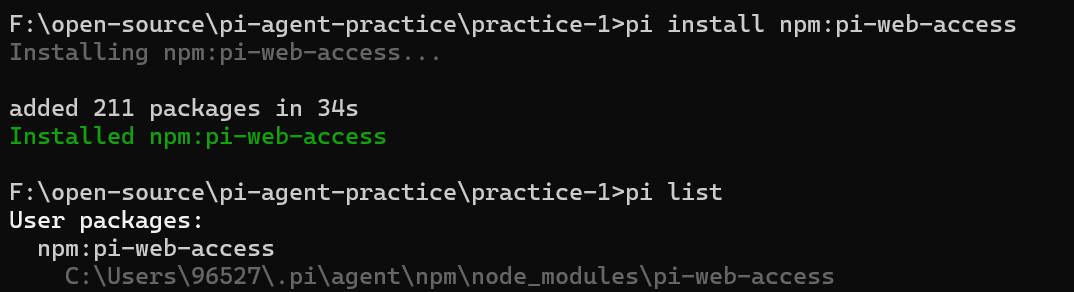 F:\open-source\pi-agent-practice\practice-1>pi install npm:pi-web-access
Installing npm:pi-web-access...
added 211 packages in 34s
Installed npm:pi-web-access
F:\open-source\pi-agent-practice\practice-1>pi list
User packages:
  npm:pi-web-access
    C:\Users\96527\.pi\agent\npm\node_modules\pi-web-access